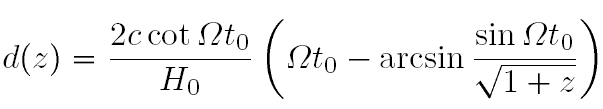 d(z) = \frac{2c \cot \Omega t_0}{H_0} \left( \Omega t_0 - \arcsin \frac{\sin \Omega t_0}{\sqrt{1+z}} \right)